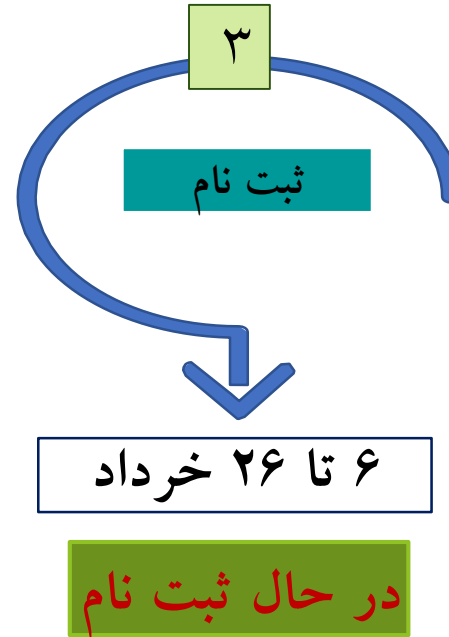 ۳
ثبت نام
۶ تا ۲۶ خرداد
در حال ثبت نام